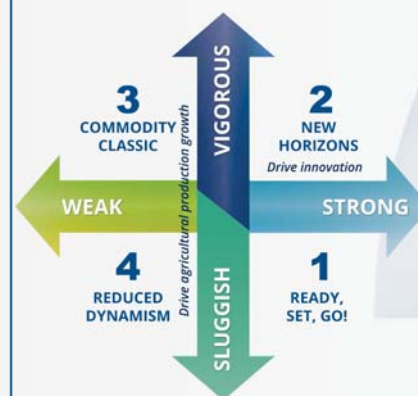 3
COMMODITY
CLASSIC
VIGOROUS
2
NEW
HORIZONS
Drive innovation
Drive agricultural production growth
WEAK
STRONG
4
REDUCED
DYNAMISM
SLUGGISH
1
READY,
SET, GO!